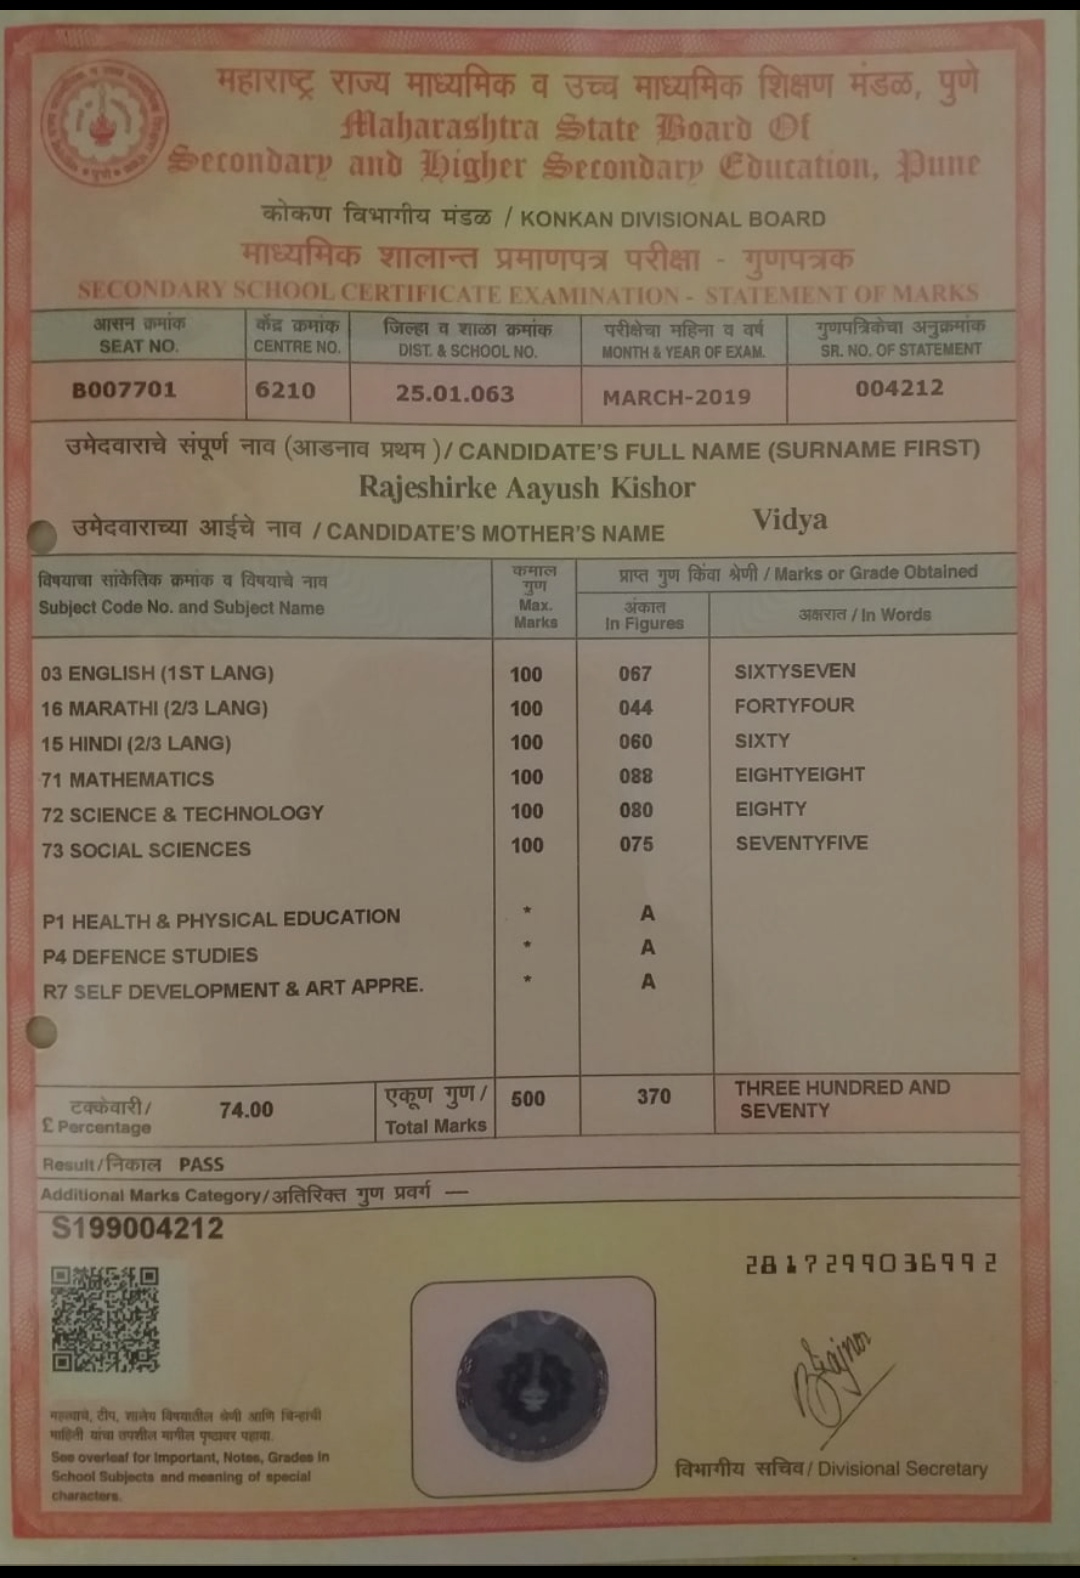 महाराष्ट्र राज्य माध्यमिक व उच्च माध्यमिक शिक्षण मंडळ, पुणे
Maharashtra State Board Of
Secondary and Higher Secondary Education, Pune
कोकण विभागीय मंडळ / KONKAN DIVISIONAL BOARD
माध्यमिक शालान्त प्रमाणपत्र परीक्षा - गुणपत्रक
SECONDARY SCHOOL CERTIFICATE EXAMINATION - STATEMENT OF MARKS
आसन क्रमांक केंद्र क्रमांक जिल्हा व शाळा क्रमांक परीक्षेचा महिना व वर्ष गुणपत्रिकेचा अनुक्रमांक
SEAT NO. CENTRE NO. DIST. & SCHOOL NO. MONTH & YEAR OF EXAM. SR. NO. OF STATEMENT
B007701 6210 25.01.063 MARCH-2019 004212
उमेदवाराचे संपूर्ण नाव (आडनाव प्रथम )/ CANDIDATE'S FULL NAME (SURNAME FIRST)
Rajeshirke Aayush Kishor
उमेदवाराच्या आईचे नाव / CANDIDATE'S MOTHER'S NAME Vidya
विषयाचा सांकेतिक क्रमांक व विषयाचे नाव
Subject Code No. and Subject Name
कमाल
गुण
Max.
Marks
प्राप्त गुण किंवा श्रेणी / Marks or Grade Obtained
अंकात
In Figures
अक्षरात / In Words
03 ENGLISH (1ST LANG) 100 067 SIXTYSEVEN
16 MARATHI (2/3 LANG) 100 044 FORTYFOUR
15 HINDI (2/3 LANG) 100 060 SIXTY
71 MATHEMATICS 100 088 EIGHTYEIGHT
72 SCIENCE & TECHNOLOGY 100 080 EIGHTY
73 SOCIAL SCIENCES 100 075 SEVENTYFIVE
P1 HEALTH & PHYSICAL EDUCATION * A
P4 DEFENCE STUDIES * A
R7 SELF DEVELOPMENT & ART APPRE. * A
टक्केवारी/
£ Percentage
74.00
एकूण गुण /
Total Marks
500 370
THREE HUNDRED AND
SEVENTY
Result/निकाल PASS
Additional Marks Category/अतिरिक्त गुण प्रवर्ग —
S199004212
2817299036992
महत्वाचे, टीप, शालेय विषयातील श्रेणी आणि चिन्हांची
माहिती यांचा तपशील मागील पृष्ठावर पहावा.
See overleaf for Important, Notes, Grades in
School Subjects and meaning of special
characters.
विभागीय सचिव/ Divisional Secretary